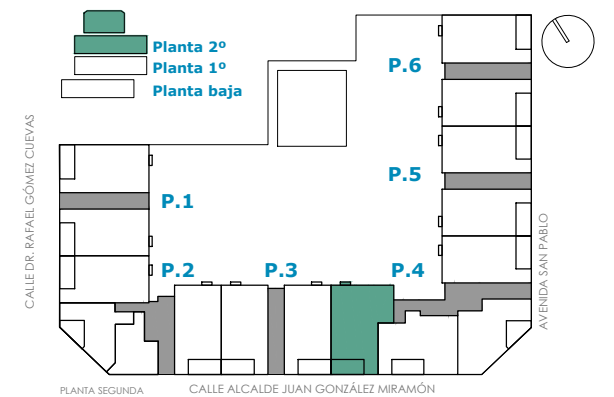 Planta 2º
Planta 1º
Planta baja
P.6
P.5
P.1
P.2
P.3
P.4
CALLE DR. RAFAEL GÓMEZ CUEVAS
AVENIDA SAN PABLO
PLANTA SEGUNDA
CALLE ALCALDE JUAN GONZÁLEZ MIRAMÓN